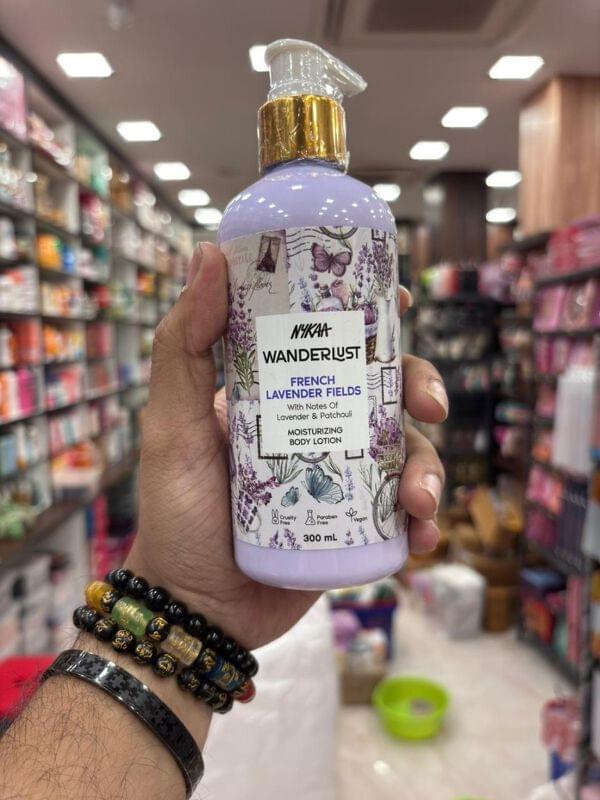 NYKAA
WANDERLUST
FRENCH
LAVENDER FIELDS
With Notes Of
Lavender & Patchouli
MOISTURIZING
BODY LOTION
Cruelty
Free
Paraben
Free
Vegan
300 mL